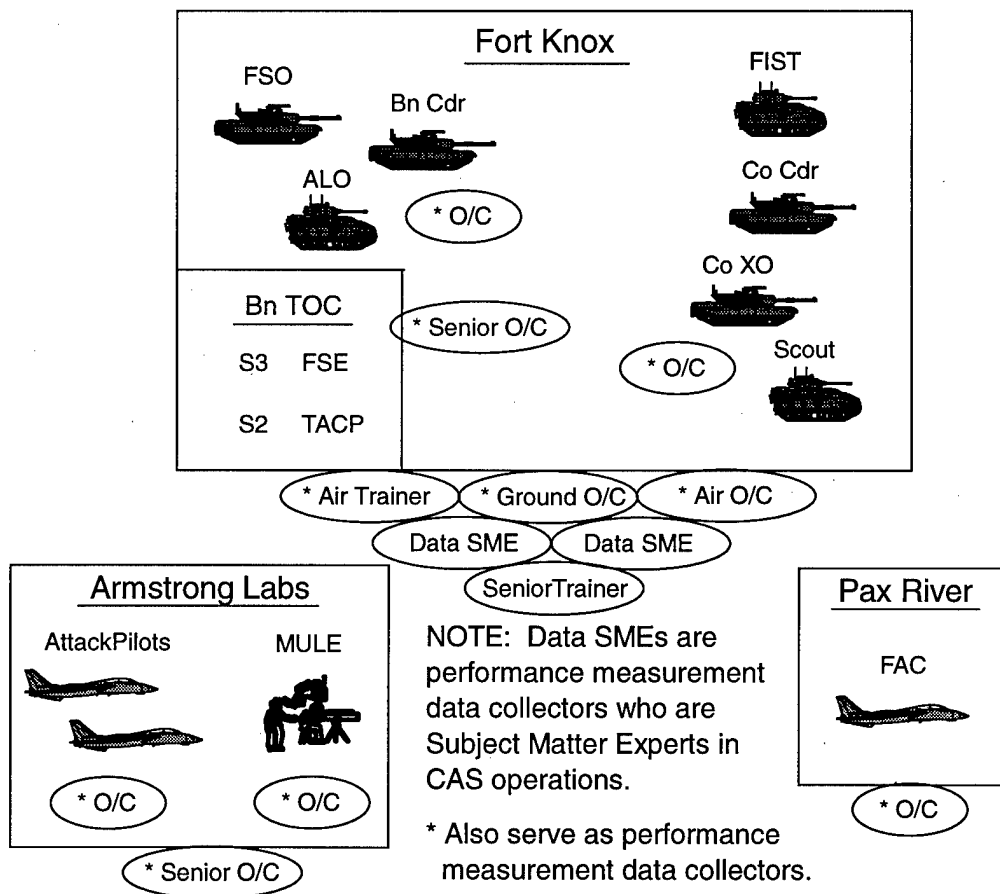 Fort Knox
FSO
Bn Cdr
FIST
ALO
* O/C
Co Cdr
Co XO
Bn TOC
* Senior O/C
S3 FSE
* O/C
Scout
S2 TACP
* Air Trainer
* Ground O/C
* Air O/C
Data SME
Data SME
SeniorTrainer
Armstrong Labs
AttackPilots
MULE
* O/C
* O/C
* Senior O/C
NOTE: Data SMEs are
performance measurement
data collectors who are
Subject Matter Experts in
CAS operations.
* Also serve as performance
measurement data collectors.
Pax River
FAC
* O/C